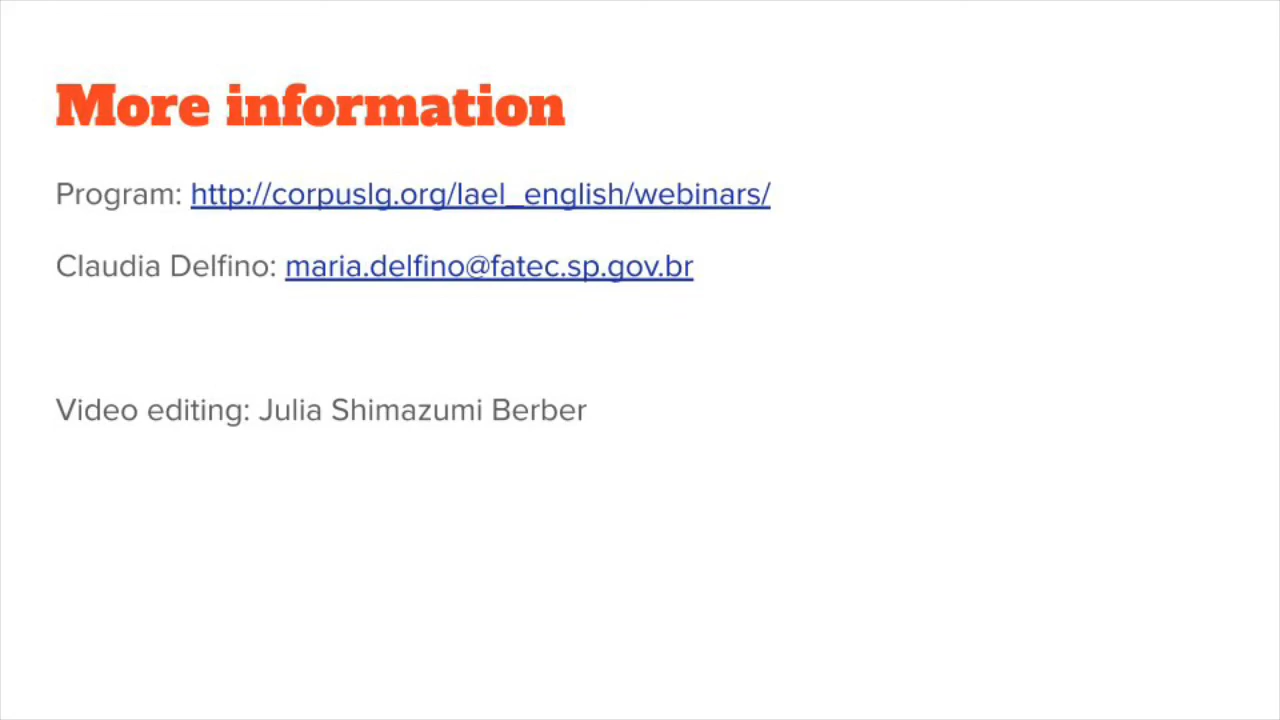 More information
Program: http://corpuslg.org/lael_english/webinars/
Claudia Delfino: maria.delfino@fatec.sp.gov.br
Video editing: Julia Shimazumi Berber